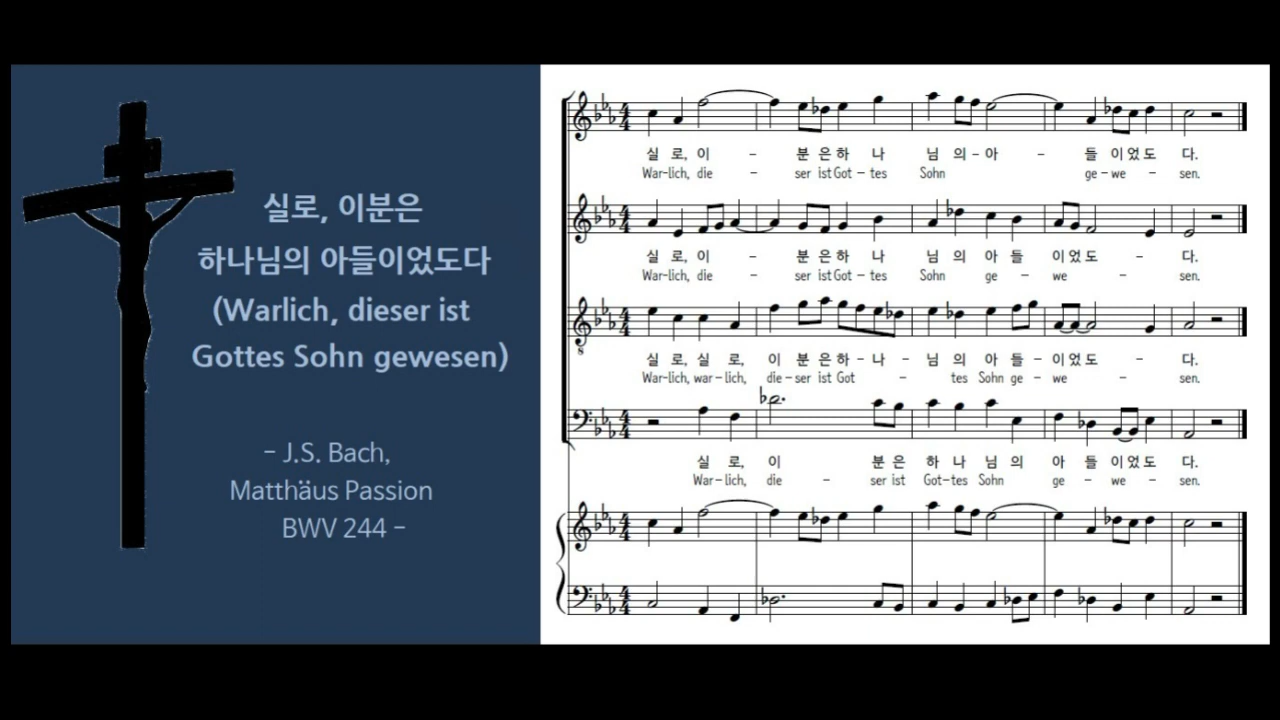 실로, 이분은
하나님의 아들이었도다
(Warlich, dieser ist
Gottes Sohn gewesen)
- J.S. Bach,
Matthäus Passion
BWV 244 -
실 로, 이 - 분 은 하 나 님 의 - 아 - 들 이 었 도 다.
War-lich, die - ser ist Got - tes Sohn ge - we - sen.
실 로, 이 - 분 은 하 나 님 의 아 들 이 었 도 - 다.
War-lich, die - ser ist Got - tes Sohn ge - we - sen.
8
실 로, 실 로, 이 분 은 하 - 나 - 님 의 아 들 - 이 었 도 - 다.
War-lich, war-lich, die-ser ist Got - tes Sohn ge - we - sen.
실 로, 이 분 은 하 나 님 의 아 들 이 었 도 다.
War-lich, die - ser ist Got-tes Sohn ge - we - sen.